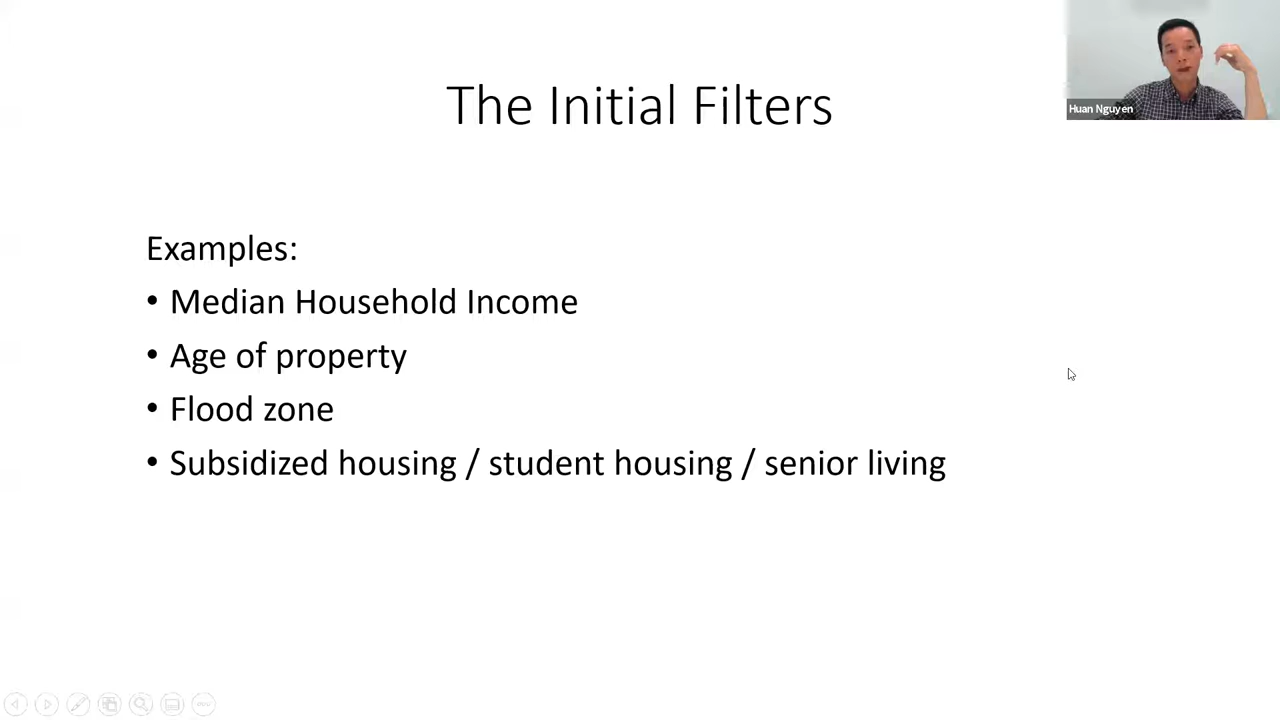 The Initial Filters
Huan Nguyen
Examples:
• Median Household Income
• Age of property
• Flood zone
• Subsidized housing / student housing / senior living